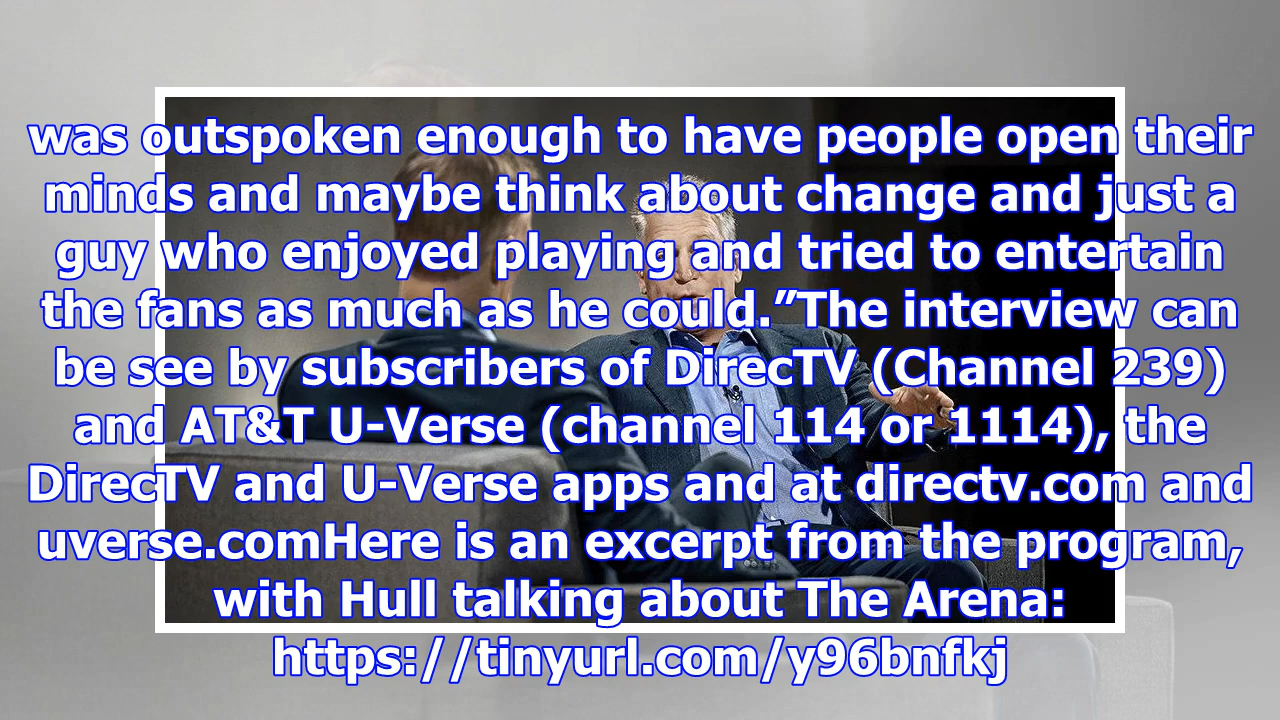 was outspoken enough to have people open their
minds and maybe think about change and just a
guy who enjoyed playing and tried to entertain
the fans as much as he could.”The interview can
be see by subscribers of DirecTV (Channel 239)
and AT&T U-Verse (channel 114 or 1114), the
DirecTV and U-Verse apps and at directv.com and
uverse.comHere is an excerpt from the program,
with Hull talking about The Arena:
https://tinyurl.com/y96bnfkj